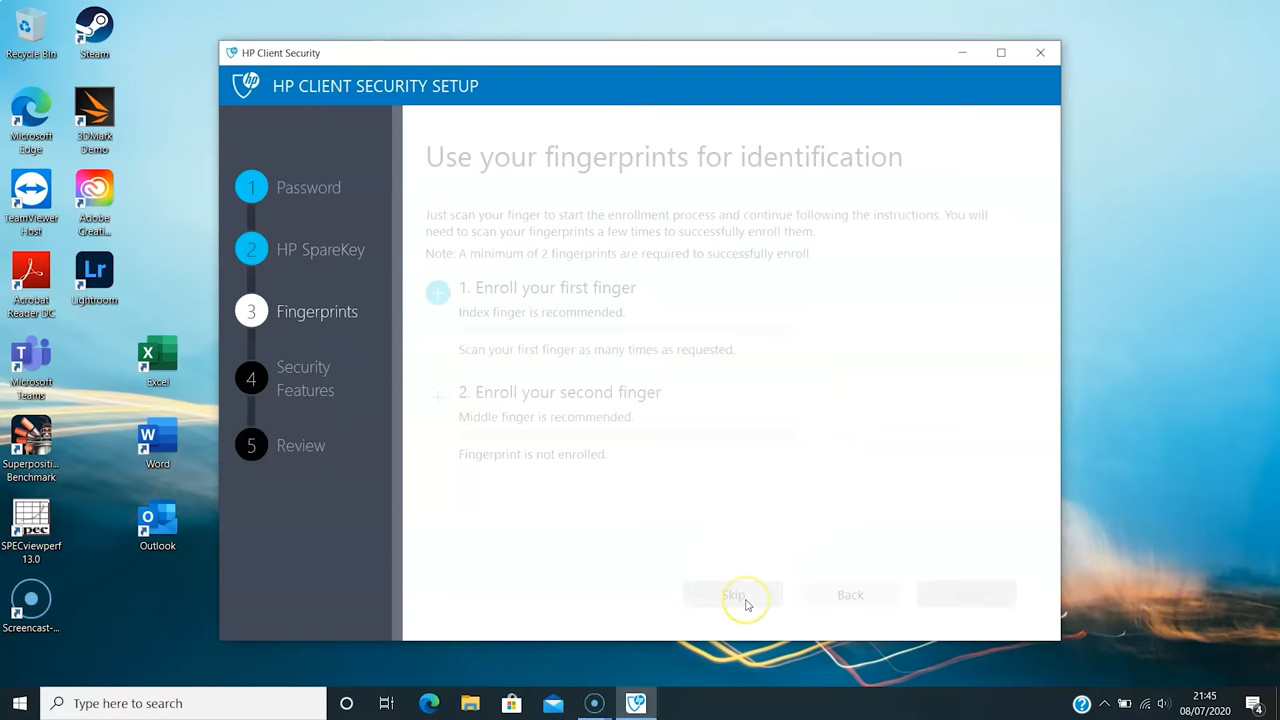 Recycle Bin
Steam
Microsoft
Edge
3DMark
Demo
TeamViewer
Host
Adobe
Creati...
Acrobat
Reader DC
Lr
Lightroom
Microsoft
Teams
Excel
Superpositi...
Benchmark
Word
spec
SPECviewperf
13.0
Outlook
Screencast-...
hp HP Client Security
hp HP CLIENT SECURITY SETUP
1 Password
2 HP SpareKey
3 Fingerprints
4 Security
Features
5 Review
Use your fingerprints for identification
Just scan your finger to start the enrollment process and continue following the instructions. You will
need to scan your fingerprints a few times to successfully enroll them.
Note: A minimum of 2 fingerprints are required to successfully enroll
1. Enroll your first finger
Index finger is recommended.
Scan your first finger as many times as requested.
2. Enroll your second finger
Middle finger is recommended.
Fingerprint is not enrolled.
Skip
Back
Type here to search
21:45
08/07/2020
4